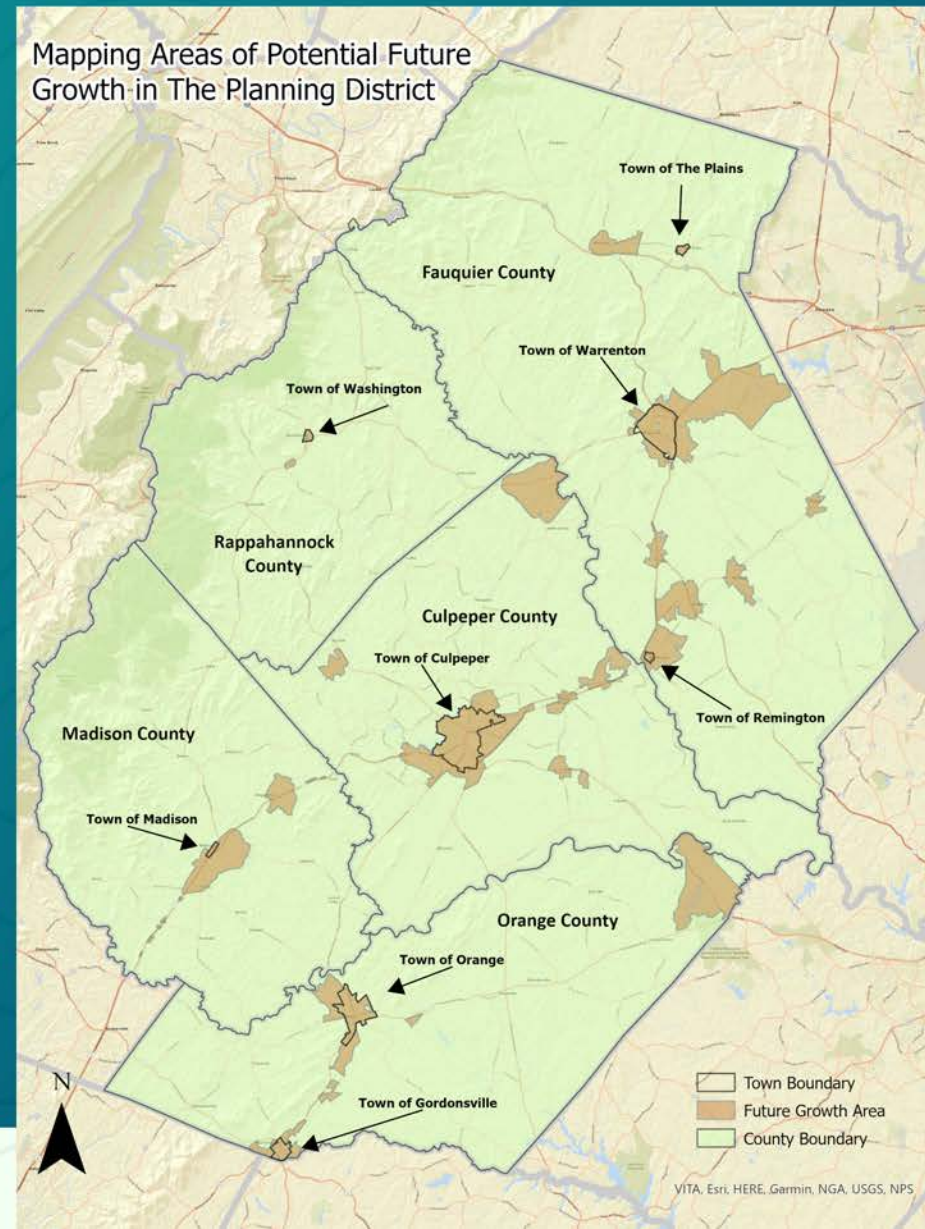 Mapping Areas of Potential Future
Growth in The Planning District
Town of The Plains
Fauquier County
Town of Warrenton
Town of Washington
Rappahannock
County
Culpeper County
Town of Culpeper
Town of Remington
Madison County
Town of Madison
Orange County
Town of Orange
Town of Gordonsville
N
Town Boundary
Future Growth Area
County Boundary
VITA, Esri, HERE, Garmin, NGA, USGS, NPS